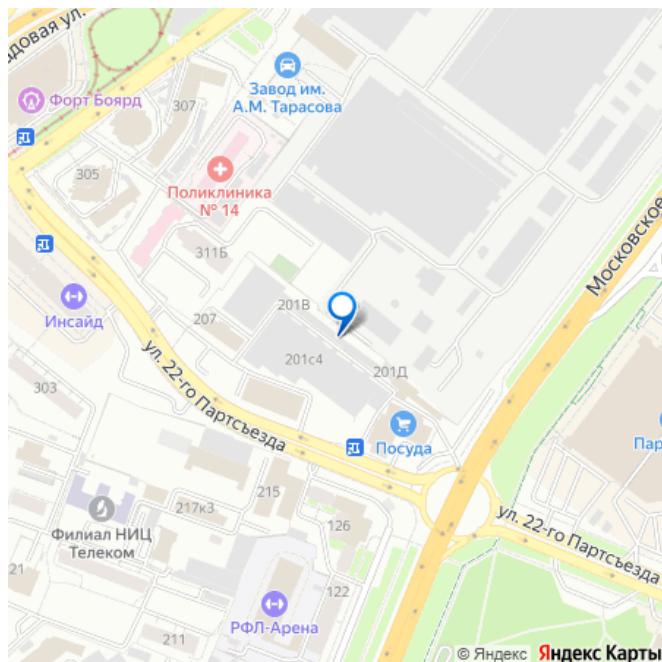 адовая ул.
Форт Боярд
307
Завод им.
А.М. Тарасова
305
Поликлиника
№ 14
311Б
Московское
Инсайд
207
201В
201с4
201Д
ул. 22-го Партсъезда
Посуда
Пар
303
217к3
215
126
ул. 22-го Партсъезда
Филиал НИЦ
Телеком
21
122
РФЛ-Арена
211
© Яндекс Яндекс Карты